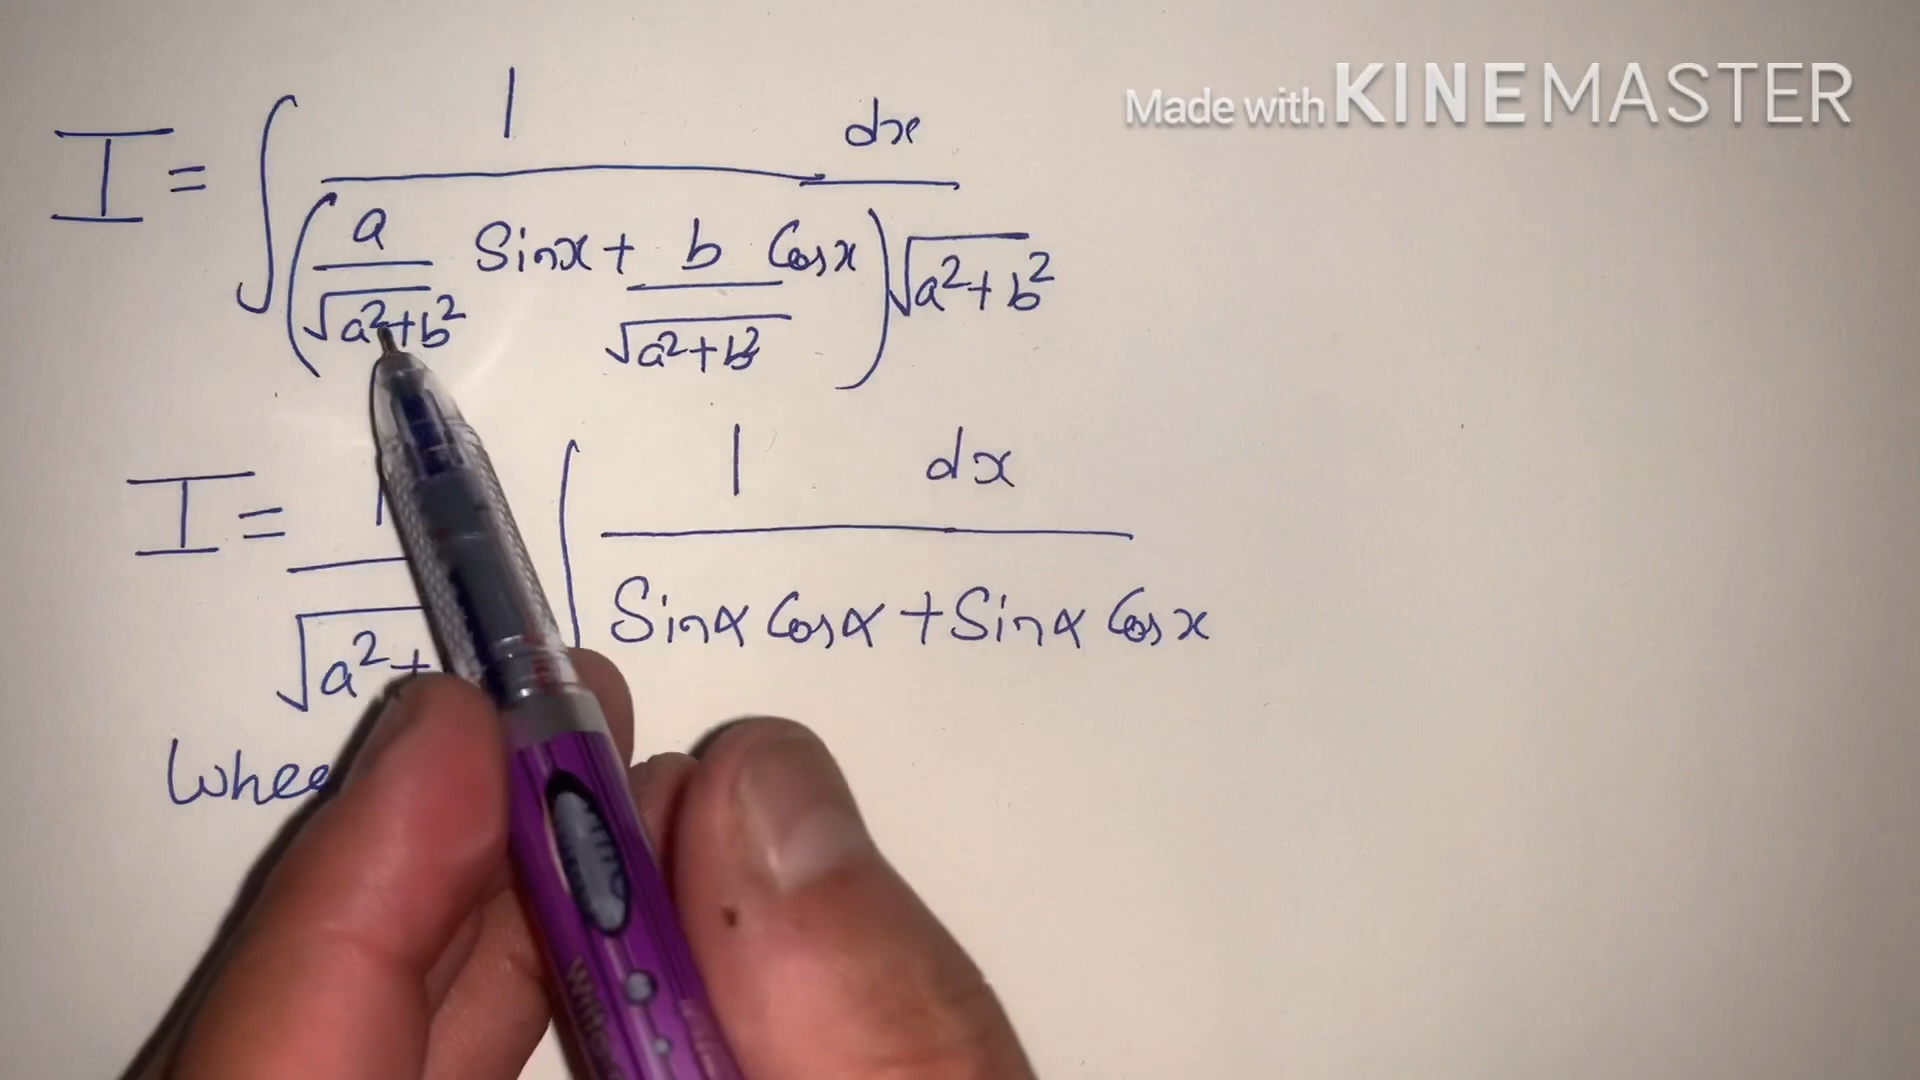 Made with KINEMASTER
I = ∫ 1 dx / (a/√(a²+b²) Sinx + b/√(a²+b²) Cosx) √(a²+b²)
I = 1/√(a²+ ∫ 1 dx / Sinα Cosα + Sinα Cosx